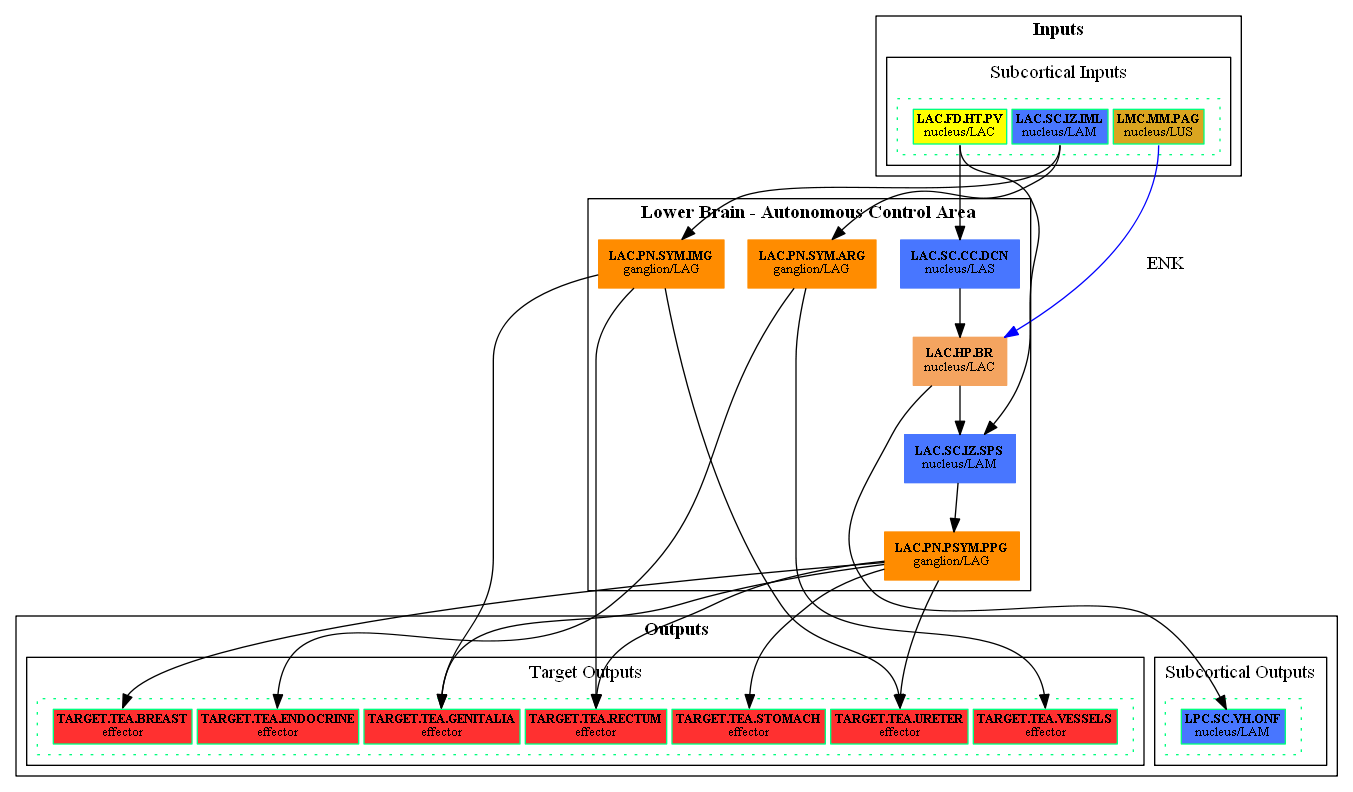 Inputs
Subcortical Inputs
LAC.FD.HT.PV
nucleus/LAC
LAC.SC.IZ.IML
nucleus/LAM
LMC.MM.PAG
nucleus/LUS
Lower Brain - Autonomous Control Area
LAC.PN.SYM.IMG
ganglion/LAG
LAC.PN.SYM.ARG
ganglion/LAG
LAC.SC.CC.DCN
nucleus/LAS
ENK
LAC.HP.BR
nucleus/LAC
LAC.SC.IZ.SPS
nucleus/LAM
LAC.PN.PSYM.PPG
ganglion/LAG
Outputs
Target Outputs
TARGET.TEA.BREAST
effector
TARGET.TEA.ENDOCRINE
effector
TARGET.TEA.GENITALIA
effector
TARGET.TEA.RECTUM
effector
TARGET.TEA.STOMACH
effector
TARGET.TEA.URETER
effector
TARGET.TEA.VESSELS
effector
Subcortical Outputs
LPC.SC.VH.ONF
nucleus/LAM